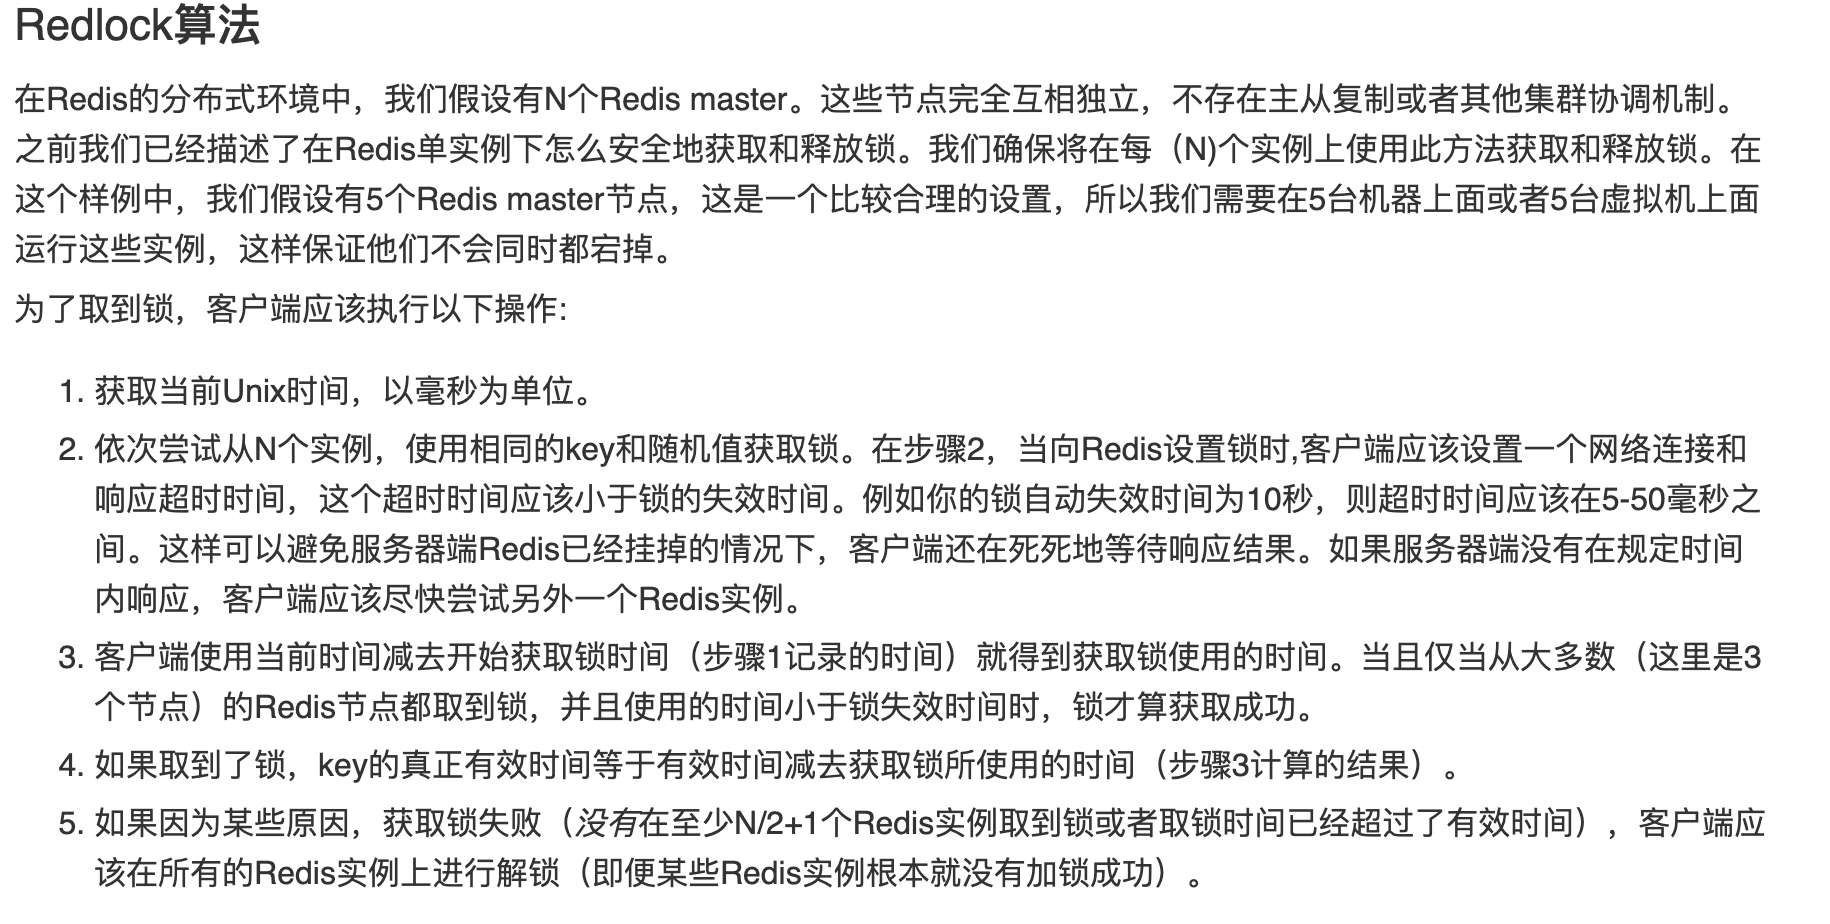 Redlock算法
在Redis的分布式环境中，我们假设有N个Redis master。这些节点完全互相独立，不存在主从复制或者其他集群协调机制。
之前我们已经描述了在Redis单实例下怎么安全地获取和释放锁。我们确保将在每（N)个实例上使用此方法获取和释放锁。在
这个样例中，我们假设有5个Redis master节点，这是一个比较合理的设置，所以我们需要在5台机器上面或者5台虚拟机上面
运行这些实例，这样保证他们不会同时都宕掉。
为了取到锁，客户端应该执行以下操作:
1. 获取当前Unix时间，以毫秒为单位。
2. 依次尝试从N个实例，使用相同的key和随机值获取锁。在步骤2，当向Redis设置锁时,客户端应该设置一个网络连接和
响应超时时间，这个超时时间应该小于锁的失效时间。例如你的锁自动失效时间为10秒，则超时时间应该在5-50毫秒之
间。这样可以避免服务器端Redis已经挂掉的情况下，客户端还在死死地等待响应结果。如果服务器端没有在规定时间
内响应，客户端应该尽快尝试另外一个Redis实例。
3. 客户端使用当前时间减去开始获取锁时间（步骤1记录的时间）就得到获取锁使用的时间。当且仅当从大多数（这里是3
个节点）的Redis节点都取到锁，并且使用的时间小于锁失效时间时，锁才算获取成功。
4. 如果取到了锁，key的真正有效时间等于有效时间减去获取锁所使用的时间（步骤3计算的结果）。
5. 如果因为某些原因，获取锁失败（没有在至少N/2+1个Redis实例取到锁或者取锁时间已经超过了有效时间），客户端应
该在所有的Redis实例上进行解锁（即便某些Redis实例根本就没有加锁成功）。